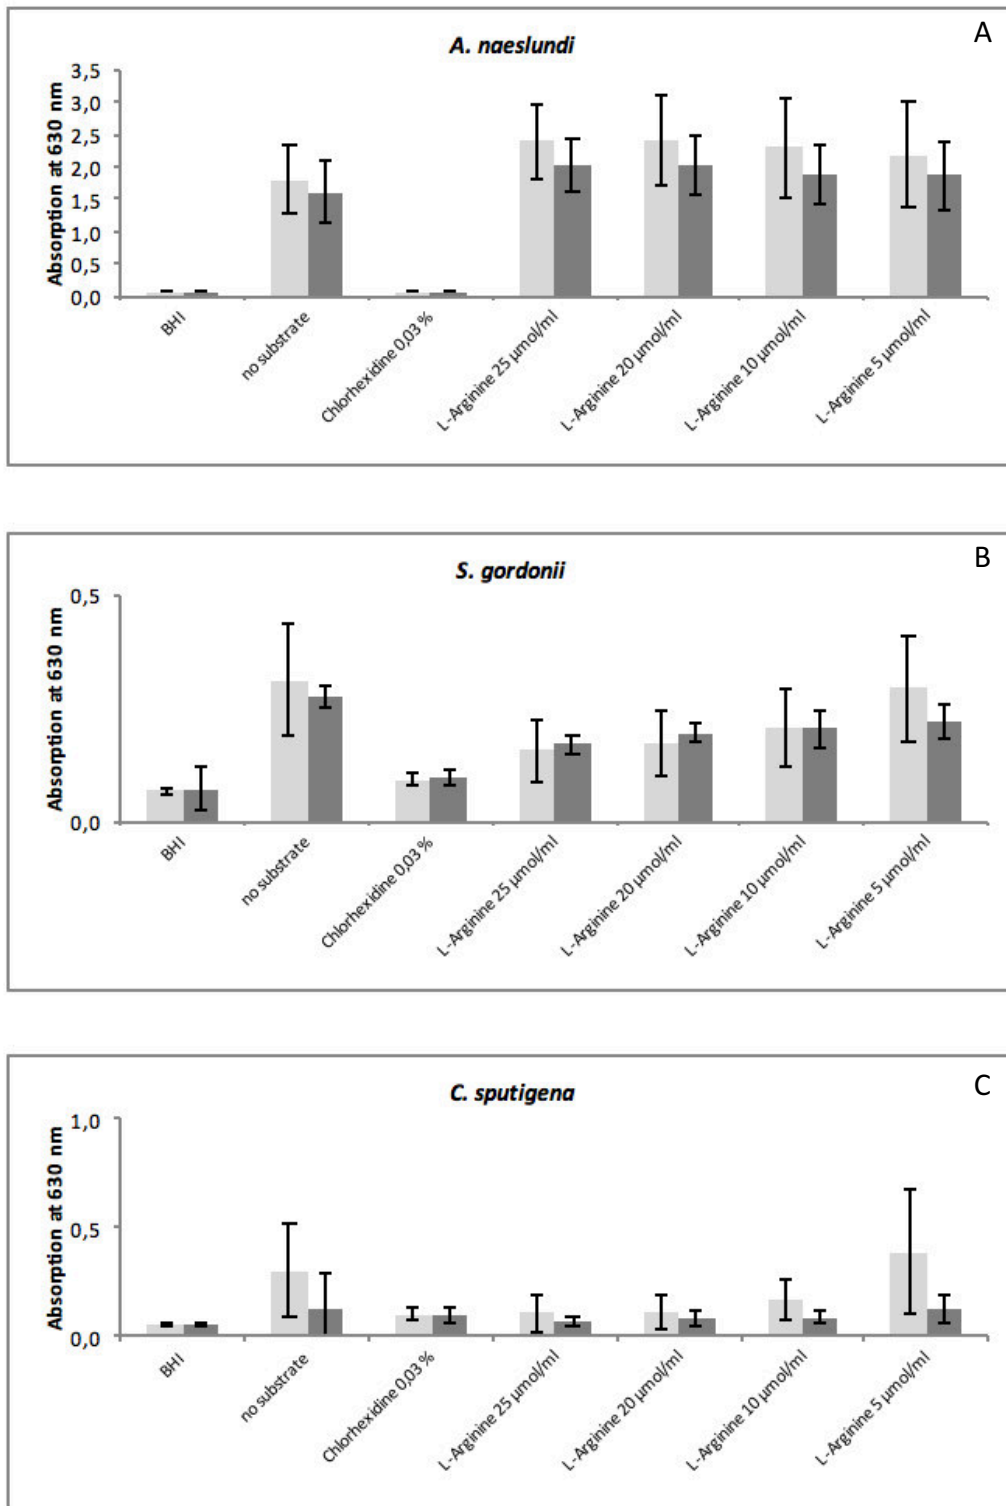 A
A. naeslundi
Absorption at 630 nm
3,5
3,0
2,5
2,0
1,5
1,0
0,5
0,0
BHI
no substrate
Chlorhexidine 0,03 %
L-Arginine 25 µmol/ml
L-Arginine 20 µmol/ml
L-Arginine 10 µmol/ml
L-Arginine 5 µmol/ml
B
S. gordonii
Absorption at 630 nm
0,5
0,0
BHI
no substrate
Chlorhexidine 0,03 %
L-Arginine 25 µmol/ml
L-Arginine 20 µmol/ml
L-Arginine 10 µmol/ml
L-Arginine 5 µmol/ml
C
C. sputigena
Absorption at 630 nm
1,0
0,5
0,0
BHI
no substrate
Chlorhexidine 0,03 %
L-Arginine 25 µmol/ml
L-Arginine 20 µmol/ml
L-Arginine 10 µmol/ml
L-Arginine 5 µmol/ml